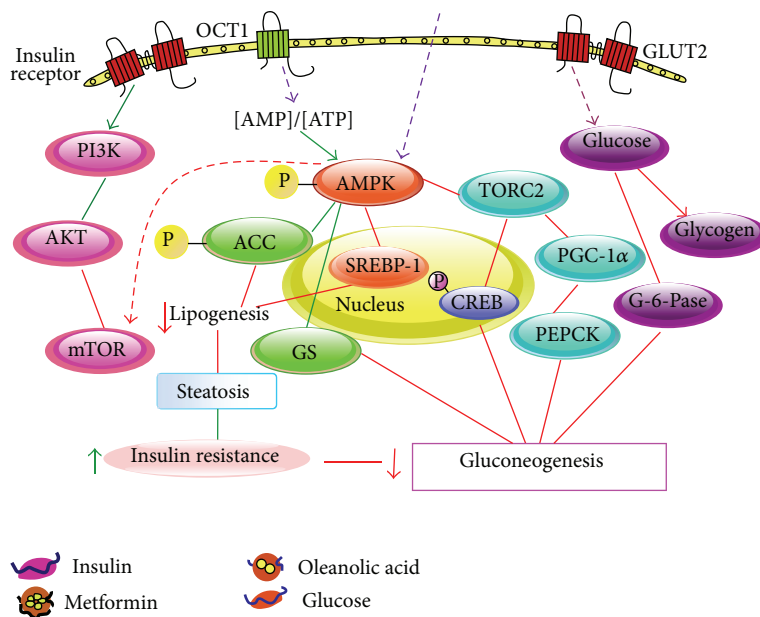 OCT1
Insulin
receptor
GLUT2
[AMP]/[ATP]
PI3K
Glucose
P
AMPK
TORC2
P
AKT
ACC
Glycogen
SREBP-1
PGC-1α
P
Lipogenesis
Nucleus
CREB
G-6-Pase
mTOR
GS
PEPCK
Steatosis
Insulin resistance
Gluconeogenesis
Insulin
Oleanolic acid
Metformin
Glucose